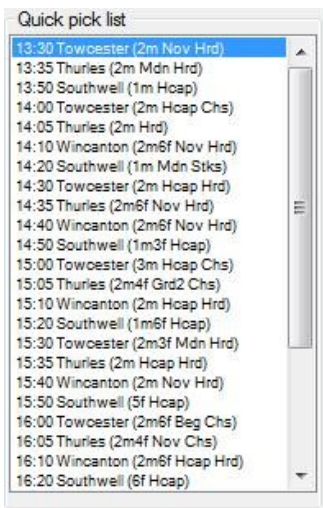 Quick pick list
13:30 Towcester (2m Nov Hrd)
13:35 Thurles (2m Mdn Hrd)
13:50 Southwell (1m Hcap)
14:00 Towcester (2m Hcap Chs)
14:05 Thurles (2m Hrd)
14:10 Wincanton (2m6f Nov Hrd)
14:20 Southwell (1m Mdn Stks)
14:30 Towcester (2m Hcap Hrd)
14:35 Thurles (2m6f Nov Hrd)
14:40 Wincanton (2m6f Nov Hrd)
14:50 Southwell (1m3f Hcap)
15:00 Towcester (3m Hcap Chs)
15:05 Thurles (2m4f Grd2 Chs)
15:10 Wincanton (2m Hcap Hrd)
15:20 Southwell (1m6f Hcap)
15:30 Towcester (2m3f Mdn Hrd)
15:35 Thurles (2m Hcap Hrd)
15:40 Wincanton (2m Nov Hrd)
15:50 Southwell (5f Hcap)
16:00 Towcester (2m6f Beg Chs)
16:05 Thurles (2m4f Nov Chs)
16:10 Wincanton (2m6f Hcap Hrd)
16:20 Southwell (6f Hcap)